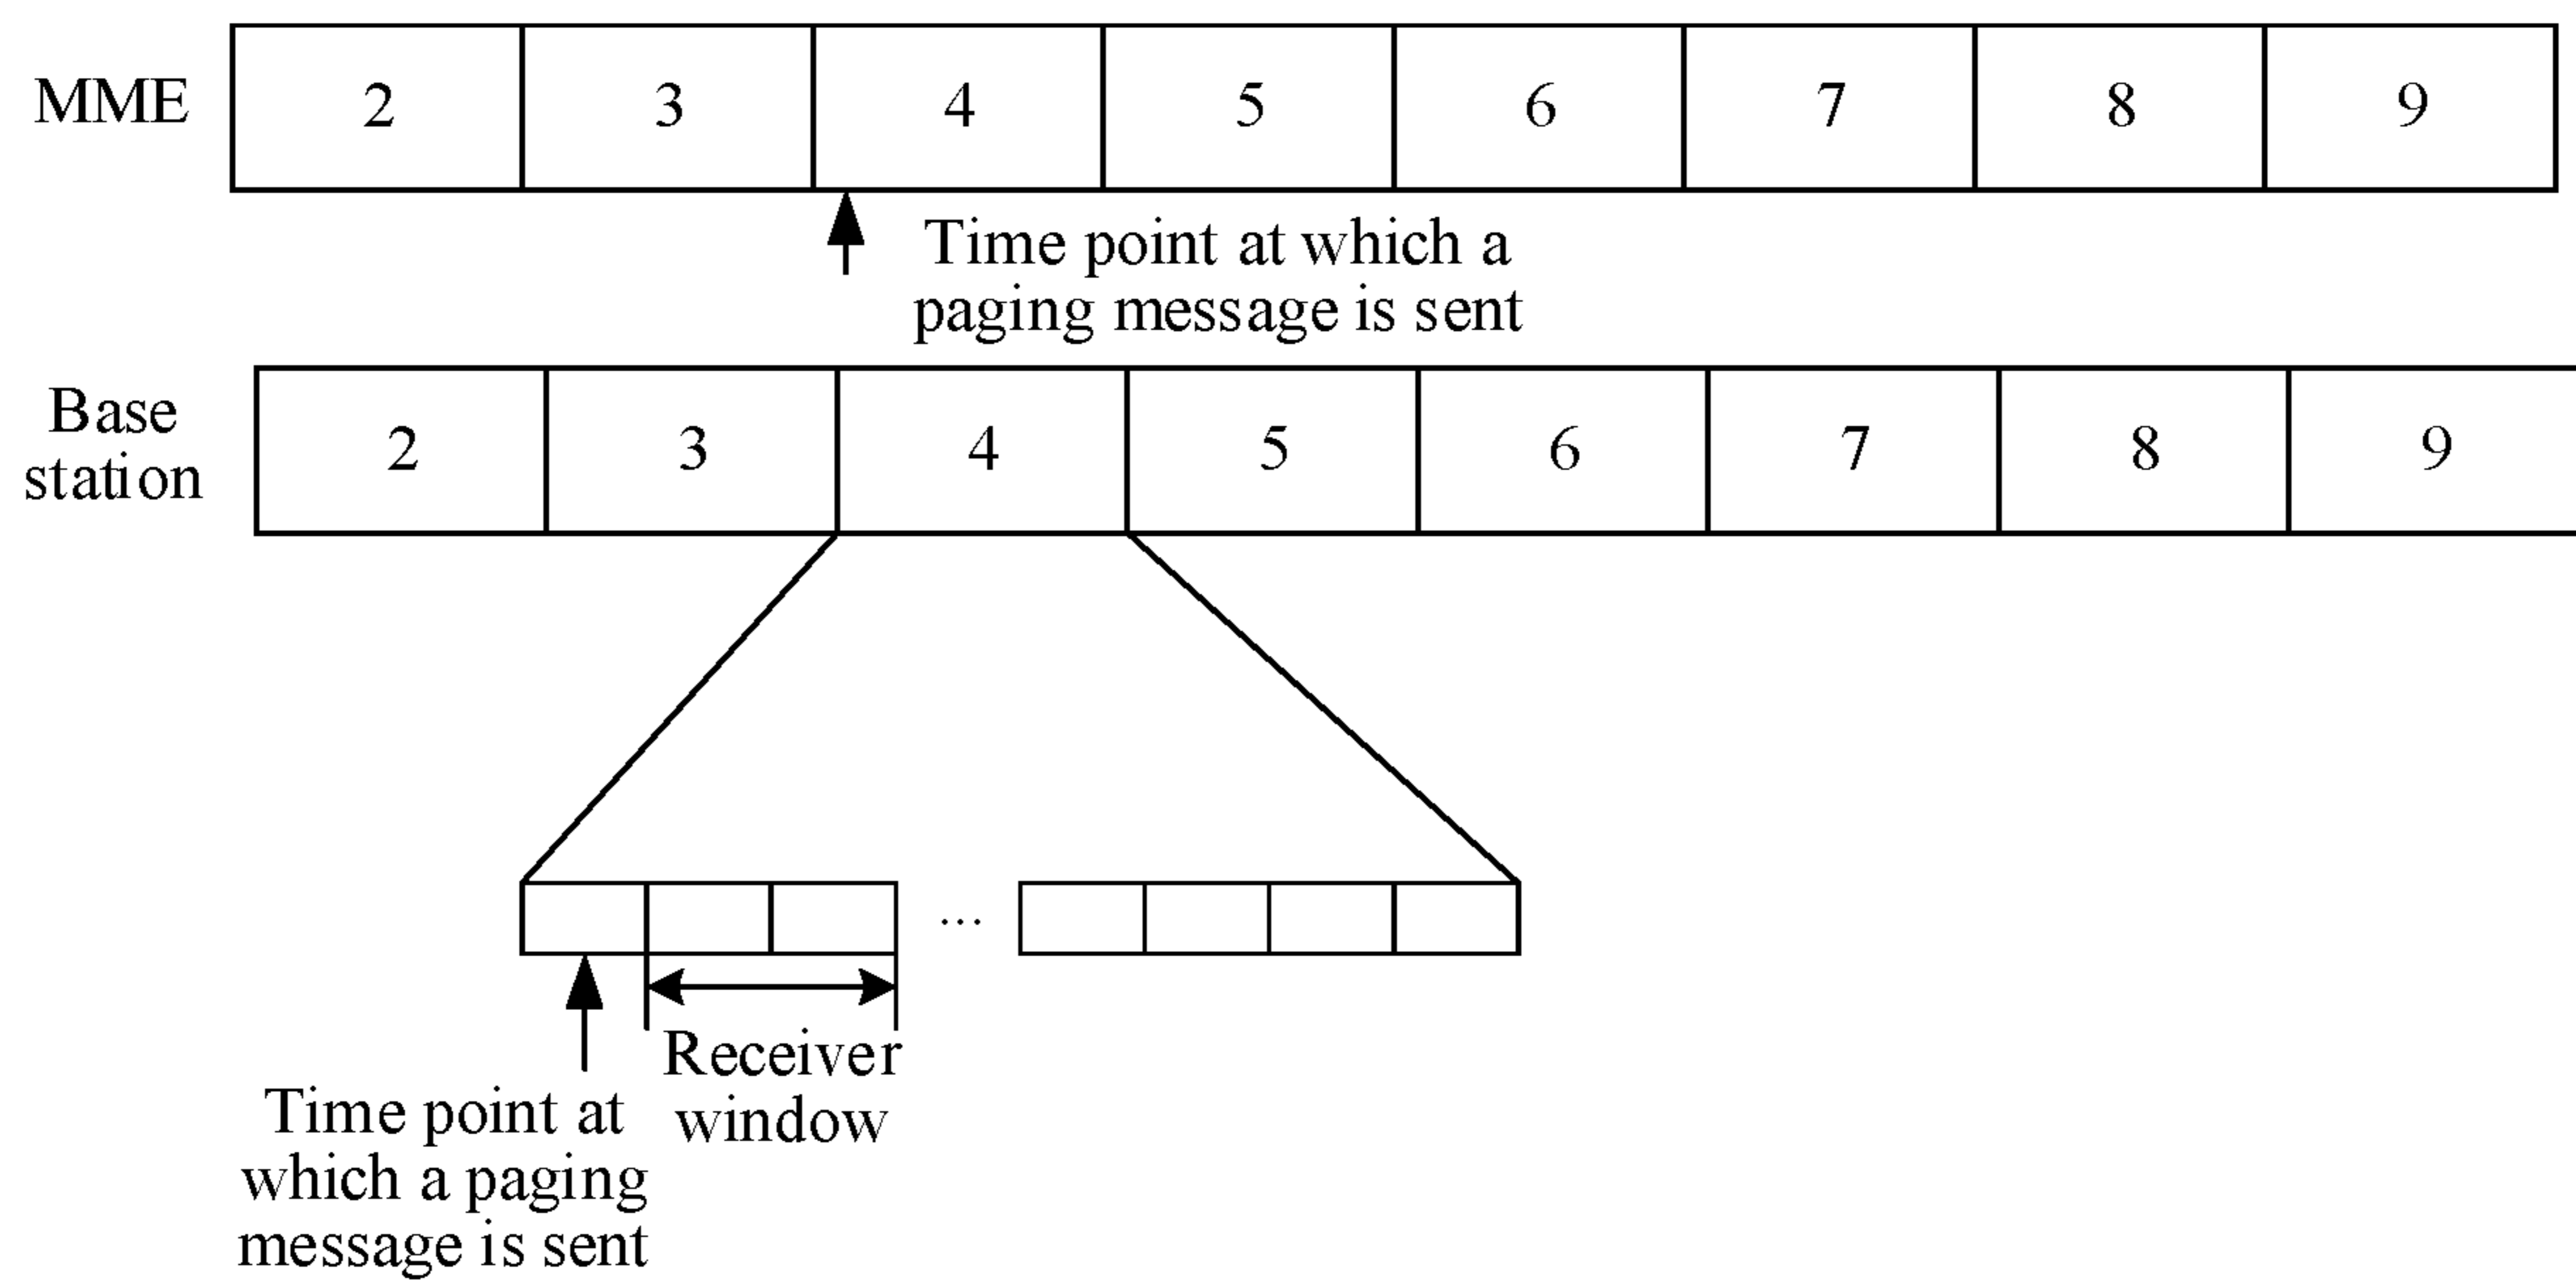 MME 2 3 4 5 6 7 8 9
Time point at which a
paging message is sent
Base
station
2 3 4 5 6 7 8 9
...
Receiver
window
Time point at
which a paging
message is sent